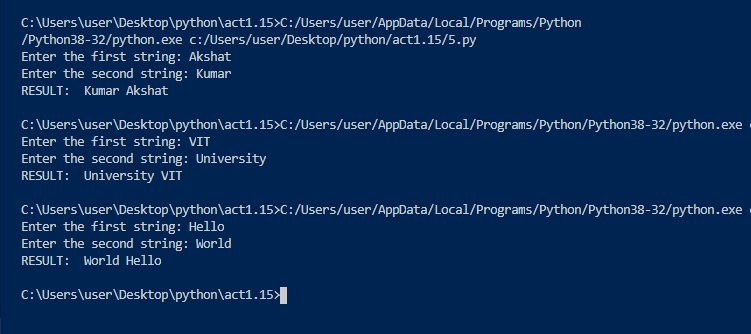 C:\Users\user\Desktop\python\act1.15>C:/Users/user/AppData/Local/Programs/Python
/Python38-32/python.exe c:/Users/user/Desktop/python/act1.15/5.py
Enter the first string: Akshat
Enter the second string: Kumar
RESULT:  Kumar Akshat
C:\Users\user\Desktop\python\act1.15>C:/Users/user/AppData/Local/Programs/Python/Python38-32/python.exe
Enter the first string: VIT
Enter the second string: University
RESULT:  University VIT
C:\Users\user\Desktop\python\act1.15>C:/Users/user/AppData/Local/Programs/Python/Python38-32/python.exe
Enter the first string: Hello
Enter the second string: World
RESULT:  World Hello
C:\Users\user\Desktop\python\act1.15>